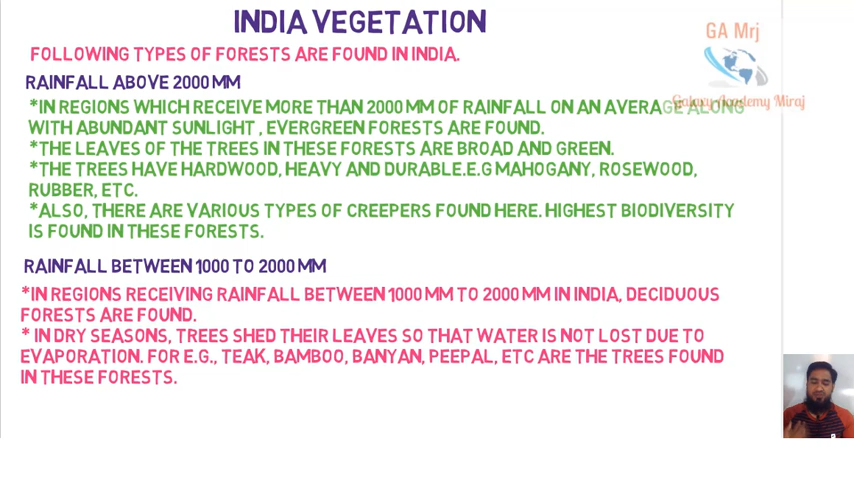 INDIA VEGETATION
GA Mrj
FOLLOWING TYPES OF FORESTS ARE FOUND IN INDIA.
RAINFALL ABOVE 2000 MM
Galaxy Academy Miraj
*IN REGIONS WHICH RECEIVE MORE THAN 2000 MM OF RAINFALL ON AN AVERAGE ALONG
WITH ABUNDANT SUNLIGHT , EVERGREEN FORESTS ARE FOUND.
*THE LEAVES OF THE TREES IN THESE FORESTS ARE BROAD AND GREEN.
*THE TREES HAVE HARDWOOD, HEAVY AND DURABLE.E.G MAHOGANY, ROSEWOOD,
RUBBER, ETC.
*ALSO, THERE ARE VARIOUS TYPES OF CREEPERS FOUND HERE. HIGHEST BIODIVERSITY
IS FOUND IN THESE FORESTS.
RAINFALL BETWEEN 1000 TO 2000 MM
*IN REGIONS RECEIVING RAINFALL BETWEEN 1000 MM TO 2000 MM IN INDIA, DECIDUOUS
FORESTS ARE FOUND.
* IN DRY SEASONS, TREES SHED THEIR LEAVES SO THAT WATER IS NOT LOST DUE TO
EVAPORATION. FOR E.G., TEAK, BAMBOO, BANYAN, PEEPAL, ETC ARE THE TREES FOUND
IN THESE FORESTS.